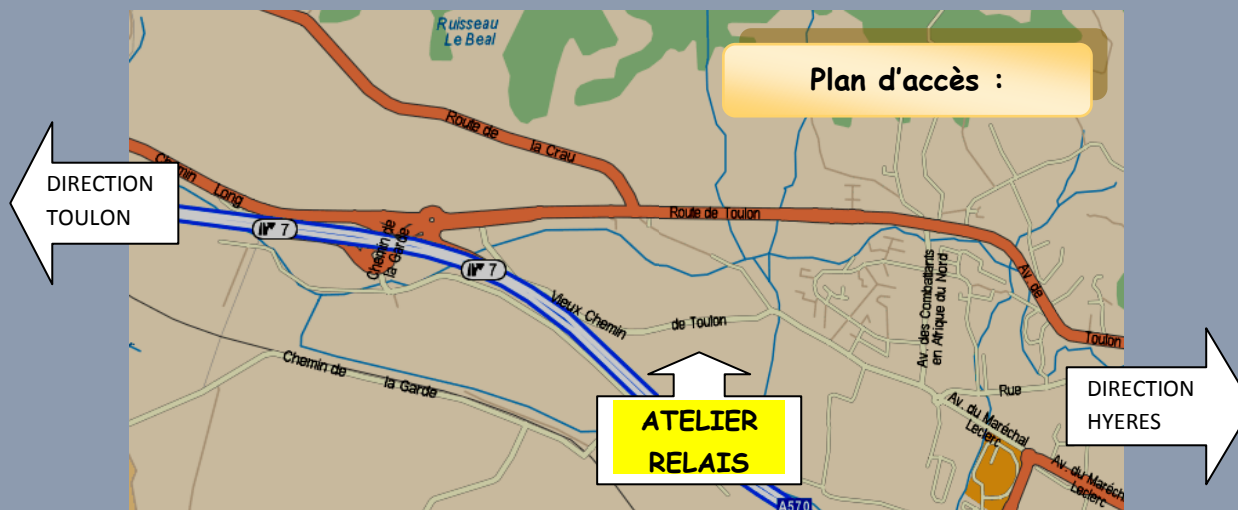 Ruisseau
Le Beal
Plan d'accès :
Route de
la Crau
DIRECTION
TOULON
Chemin Long
7
Chemin de
la Garde
7
Route de Toulon
Av. des Combattants
en Afrique du Nord
Av. de
Toulon
Vieux Chemin
de Toulon
Chemin de
la Garde
ATELIER
RELAIS
Rue
Av. du Maréchal
Leclerc
Av. du Maréchal
Leclerc
DIRECTION
HYERES
A570